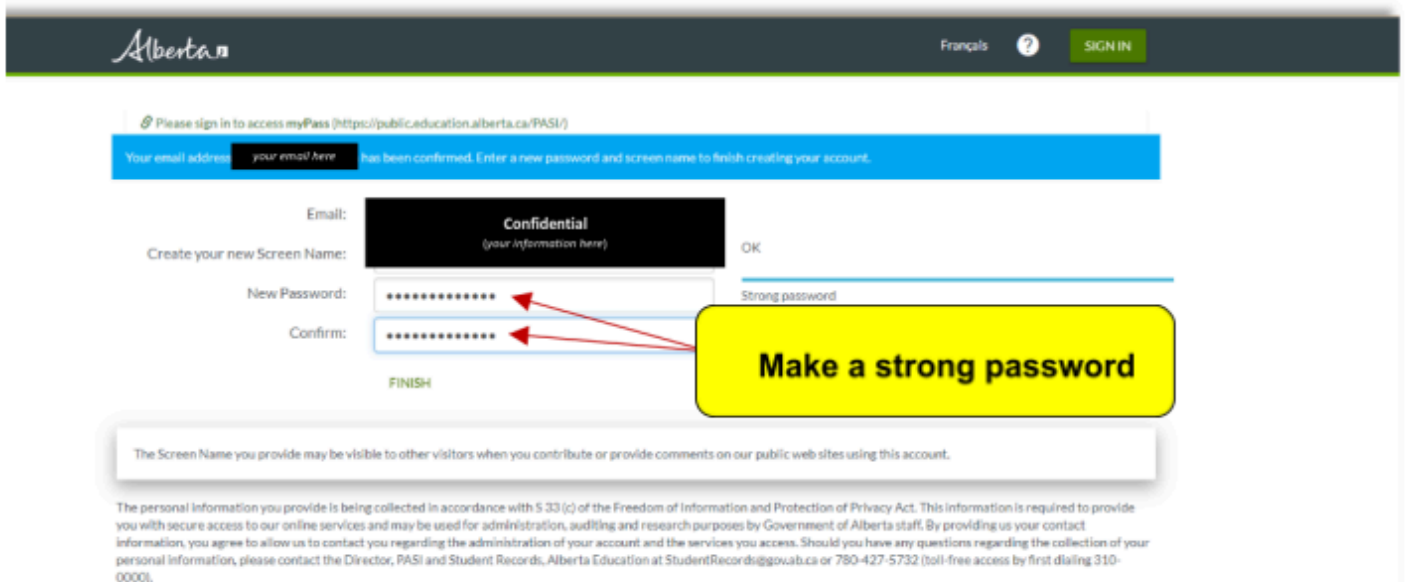 Alberta
Français ? SIGN IN
Please sign in to access myPass (https://public.education.alberta.ca/PASI/)
Your email address your email here has been confirmed. Enter a new password and screen name to finish creating your account.
Email:
Confidential
(your information here)
Create your new Screen Name:
OK
New Password:
•••••••••••••
Strong password
Confirm:
•••••••••••••
Make a strong password
FINISH
The Screen Name you provide may be visible to other visitors when you contribute or provide comments on our public web sites using this account.
The personal information you provide is being collected in accordance with S 33 (c) of the Freedom of Information and Protection of Privacy Act. This information is required to provide
you with secure access to our online services and may be used for administration, auditing and research purposes by Government of Alberta staff. By providing us your contact
information, you agree to allow us to contact you regarding the administration of your account and the services you access. Should you have any questions regarding the collection of your
personal information, please contact the Director, PASI and Student Records, Alberta Education at StudentRecords@gov.ab.ca or 780-427-5732 (toll-free access by first dialing 310-
0000).